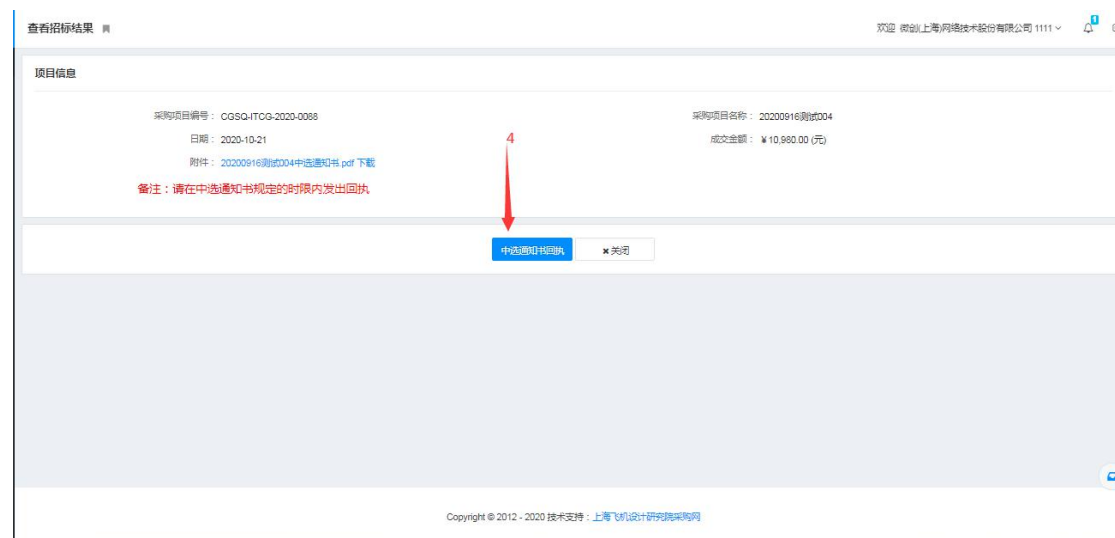 查看招标结果
欢迎 微创(上海)网络技术股份有限公司 1111
1
项目信息
采购项目编号： CGSQ-ITCG-2020-0088
采购项目名称： 20200916测试004
日期： 2020-10-21
成交金额： ￥10,980.00 (元)
附件： 20200916测试004中选通知书.pdf 下载
4
备注：请在中选通知书规定的时限内发出回执
中选通知书回执
×关闭
Copyright © 2012 - 2020 技术支持：上海飞机设计研究院采购网